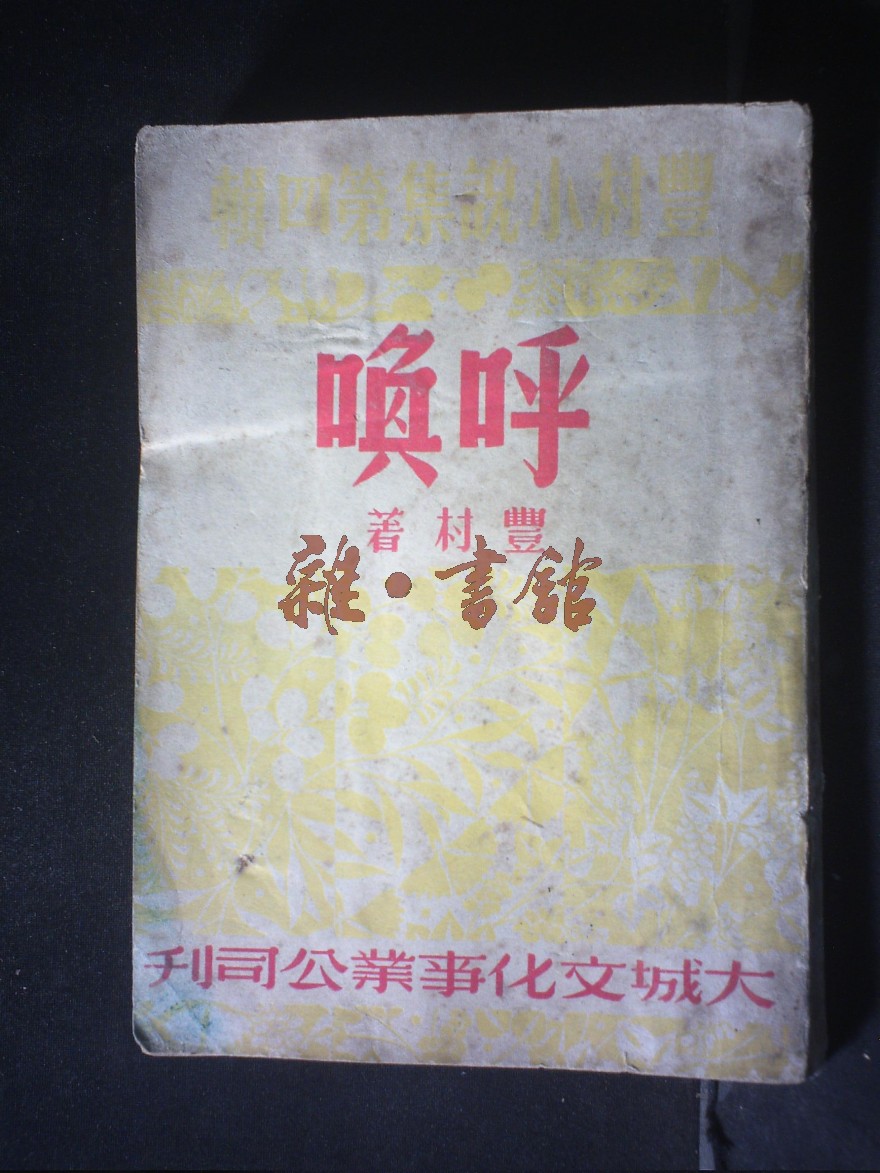 豐村小說集第四輯
呼喚
豐村著
雜·書館
大城文化事業公司刋